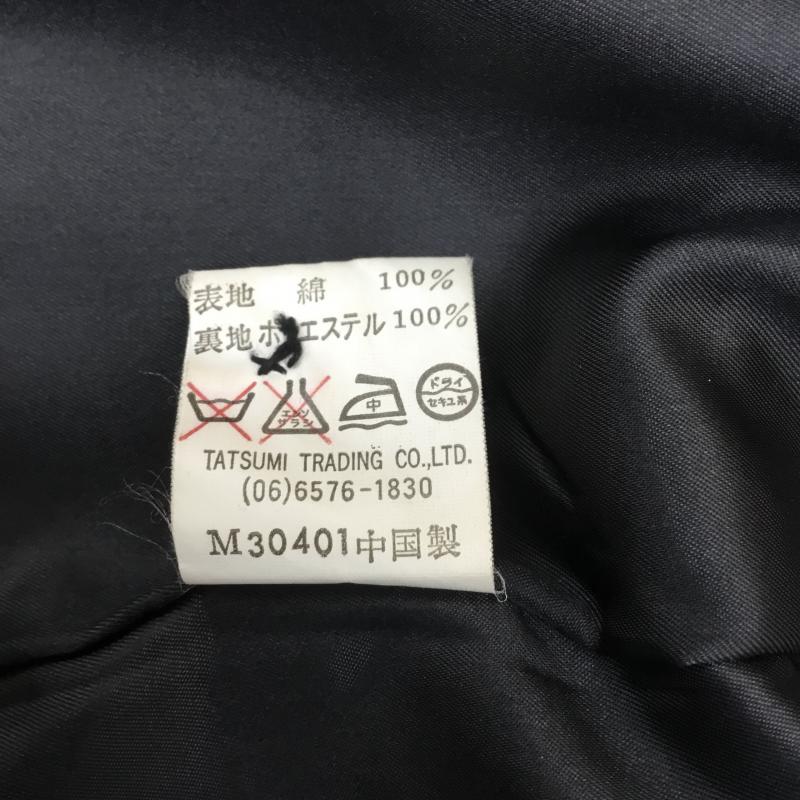 表地 綿 100%
裏地 ポリエステル 100%
中 エンソ サラシ ドライ セキユ系
TATSUMI TRADING CO.,LTD.
(06)6576-1830
M30401中国製